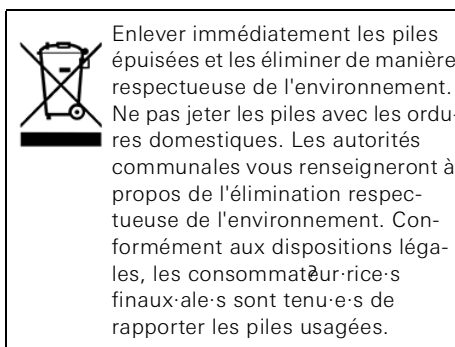 Enlever immédiatement les piles
épuisées et les éliminer de manière
respectueuse de l'environnement.
Ne pas jeter les piles avec les ordu-
res domestiques. Les autorités
communales vous renseigneront à
propos de l'élimination respec-
tueuse de l'environnement. Con-
formément aux dispositions léga-
les, les consommateur·rice·s
finaux·ale·s sont tenu·e·s de
rapporter les piles usagées.